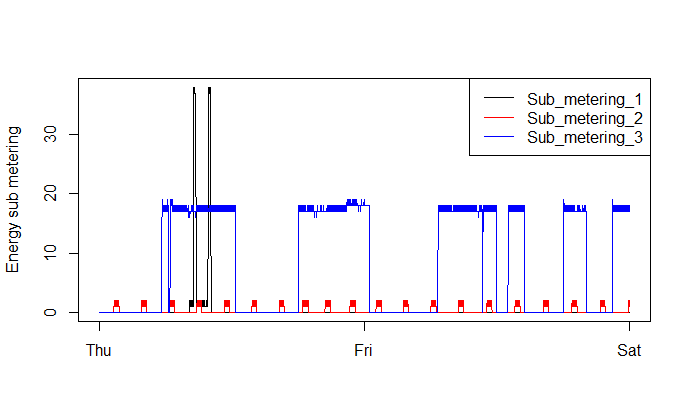 Sub_metering_1
Sub_metering_2
Sub_metering_3
Energy sub metering
30
20
10
0
Thu
Fri
Sat